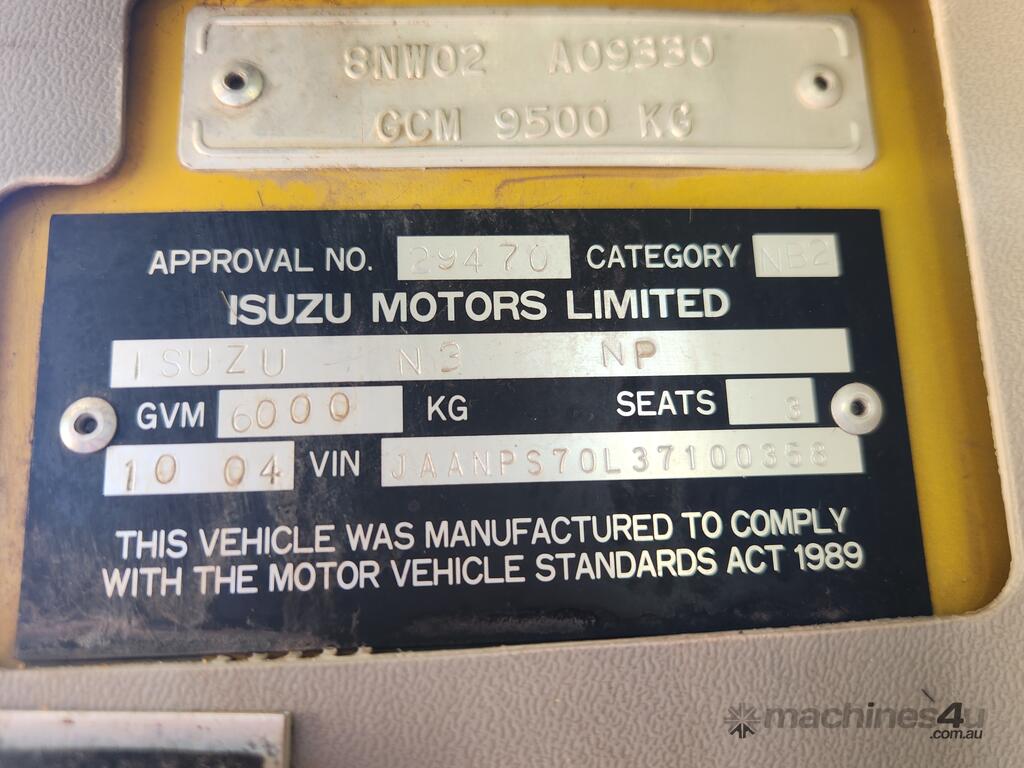 8NW02 A09330
GCM 9500 KG
APPROVAL NO. 29470 CATEGORY NB2
ISUZU MOTORS LIMITED
ISUZU N3 NP
GVM 6000 KG SEATS 3
10 04 VIN JAANPS70L37100358
THIS VEHICLE WAS MANUFACTURED TO COMPLY
WITH THE MOTOR VEHICLE STANDARDS ACT 1989
machines4u
.com.au